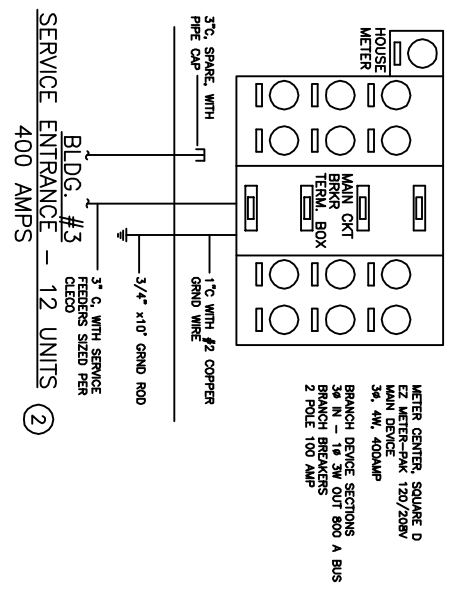 HOUSE
METER
MAIN CKT
BRKR
TERM. BOX
METER CENTER, SQUARE D
EZ METER-PAK 120/208V
MAIN DEVICE
3ø, 4W, 400AMP
BRANCH DEVICE SECTIONS
3ø IN - 1ø 3W OUT 800 A BUS
BRANCH BREAKERS
2 POLE 100 AMP
3"C, SPARE, WITH
PIPE CAP
1"C WITH #2 COPPER
GRND WIRE
3/4" x10' GRND ROD
3" C, WITH SERVICE
FEEDERS SIZED PER
CLECO
BLDG. #3
SERVICE ENTRANCE - 12 UNITS
400 AMPS
2